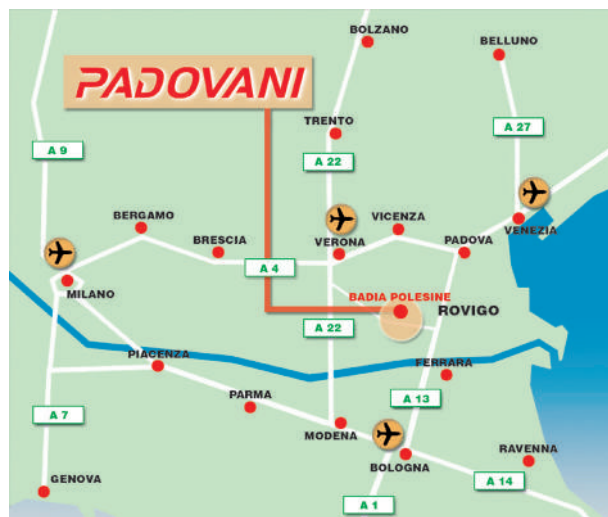 BOLZANO
BELLUNO
PADOVANI
TRENTO
A 27
A 9
A 22
BERGAMO
VICENZA
VENEZIA
BRESCIA
VERONA
PADOVA
A 4
MILANO
BADIA POLESINE
ROVIGO
A 22
PIACENZA
FERRARA
PARMA
A 13
A 7
MODENA
RAVENNA
BOLOGNA
GENOVA
A 14
A 1